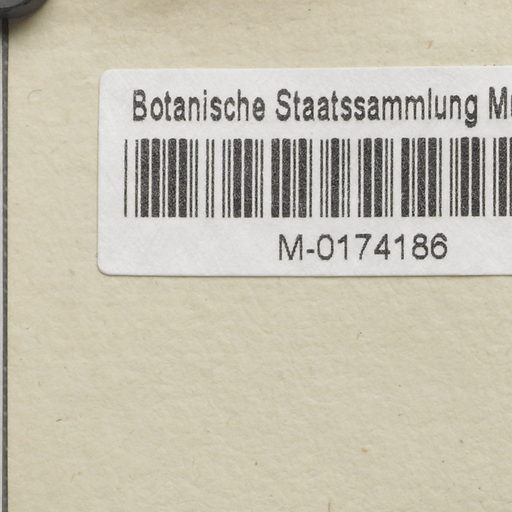 Botanische Staatssammlung
M-0174186